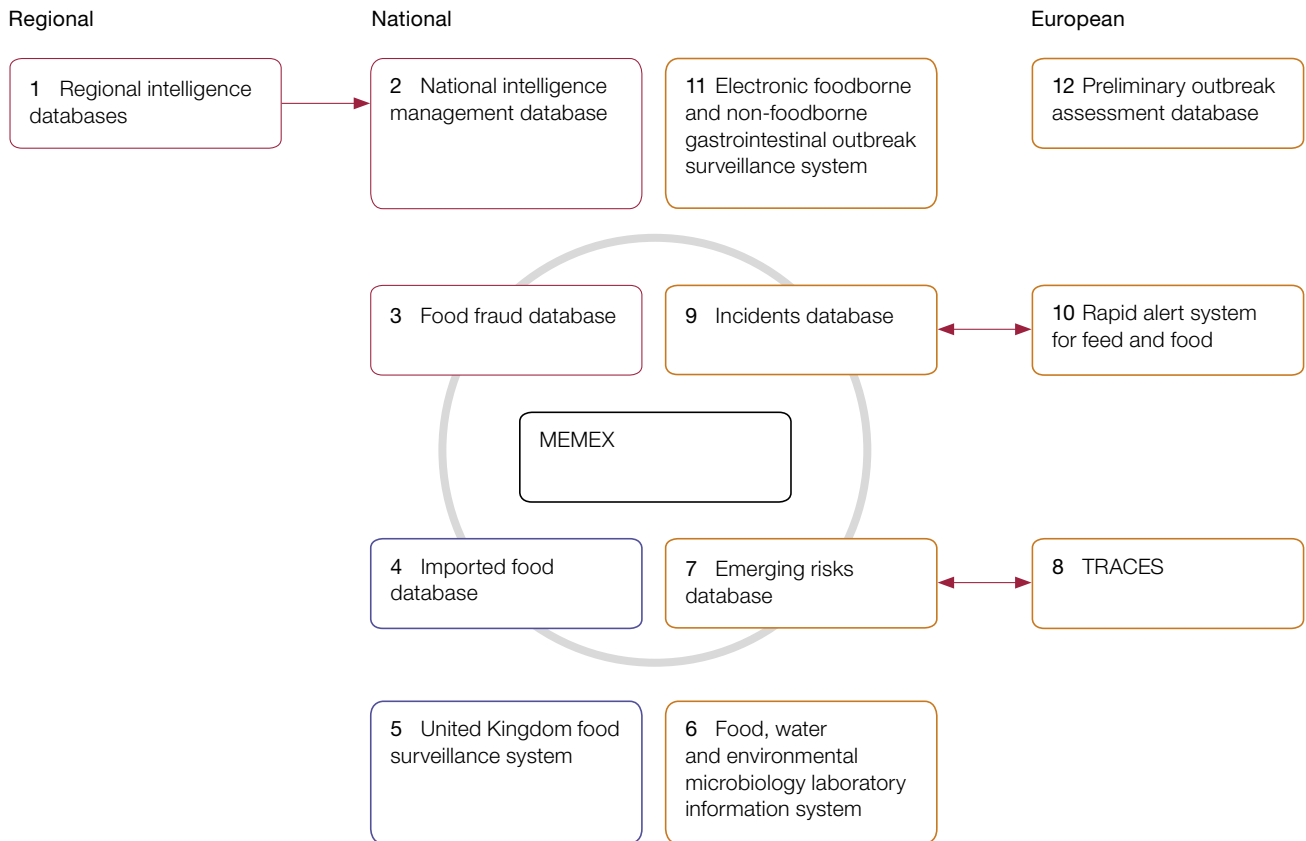 Regional
National
European
1 Regional intelligence
databases
2 National intelligence
management database
11 Electronic foodborne
and non-foodborne
gastrointestinal outbreak
surveillance system
12 Preliminary outbreak
assessment database
3 Food fraud database
9 Incidents database
10 Rapid alert system
for feed and food
MEMEX
4 Imported food
database
7 Emerging risks
database
8 TRACES
5 United Kingdom food
surveillance system
6 Food, water
and environmental
microbiology laboratory
information system